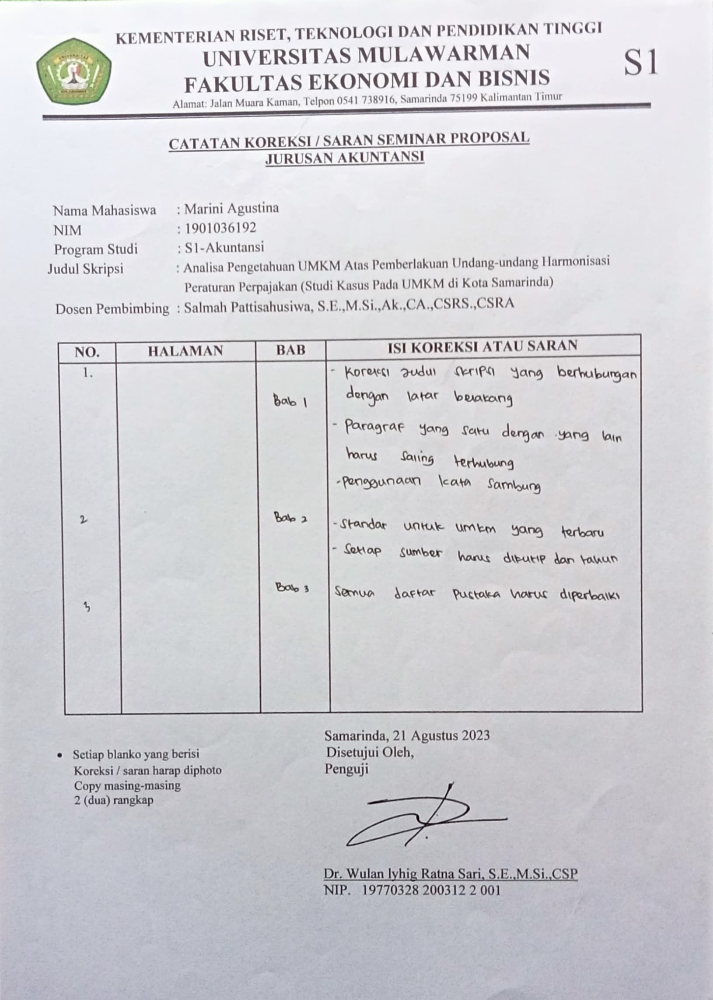 KEMENTERIAN RISET, TEKNOLOGI DAN PENDIDIKAN TINGGI
UNIVERSITAS MULAWARMAN
FAKULTAS EKONOMI DAN BISNIS
Alamat: Jalan Muara Kaman, Telpon 0541 738916, Samarinda 75199 Kalimantan Timur
S1
CATATAN KOREKSI / SARAN SEMINAR PROPOSAL
JURUSAN AKUNTANSI
Nama Mahasiswa : Marini Agustina
NIM : 1901036192
Program Studi : S1-Akuntansi
Judul Skripsi : Analisa Pengetahuan UMKM Atas Pemberlakuan Undang-undang Harmonisasi
Peraturan Perpajakan (Studi Kasus Pada UMKM di Kota Samarinda)
Dosen Pembimbing : Salmah Pattisahusiwa, S.E.,M.Si.,Ak.,CA.,CSRS.,CSRA
NO. HALAMAN BAB ISI KOREKSI ATAU SARAN
1. - Koreksi Judul skripsi yang berhubungan
Bab 1 dengan latar belakang
- Paragraf yang satu dengan yang lain
harus saling terhubung
- penggunaan kata sambung
2 Bab 2 - Standar untuk umkm yang terbaru
- Setiap sumber harus dikutip dan tahun
Bab 3 Semua daftar pustaka harus diperbaiki
3
Samarinda, 21 Agustus 2023
Disetujui Oleh,
Penguji
• Setiap blanko yang berisi
Koreksi / saran harap diphoto
Copy masing-masing
2 (dua) rangkap
Dr. Wulan lyhig Ratna Sari, S.E.,M.Si.,CSP
NIP. 19770328 200312 2 001